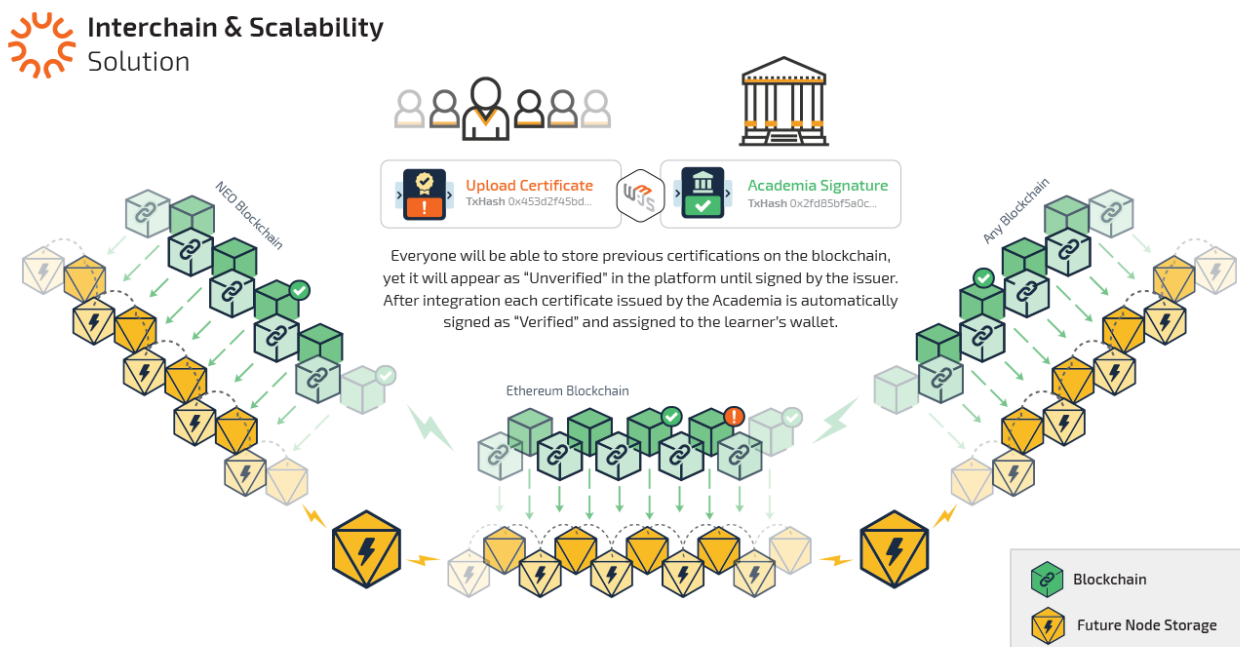 Interchain & Scalability
Solution
Upload Certificate
TxHash 0x453d2f45bd...
W3JS
Academia Signature
TxHash 0x2fd85bf5a0c...
NEO Blockchain
Any Blockchain
Everyone will be able to store previous certifications on the blockchain,
yet it will appear as “Unverified” in the platform until signed by the issuer.
After integration each certificate issued by the Academia is automatically
signed as “Verified” and assigned to the learner's wallet.
Ethereum Blockchain
Blockchain
Future Node Storage